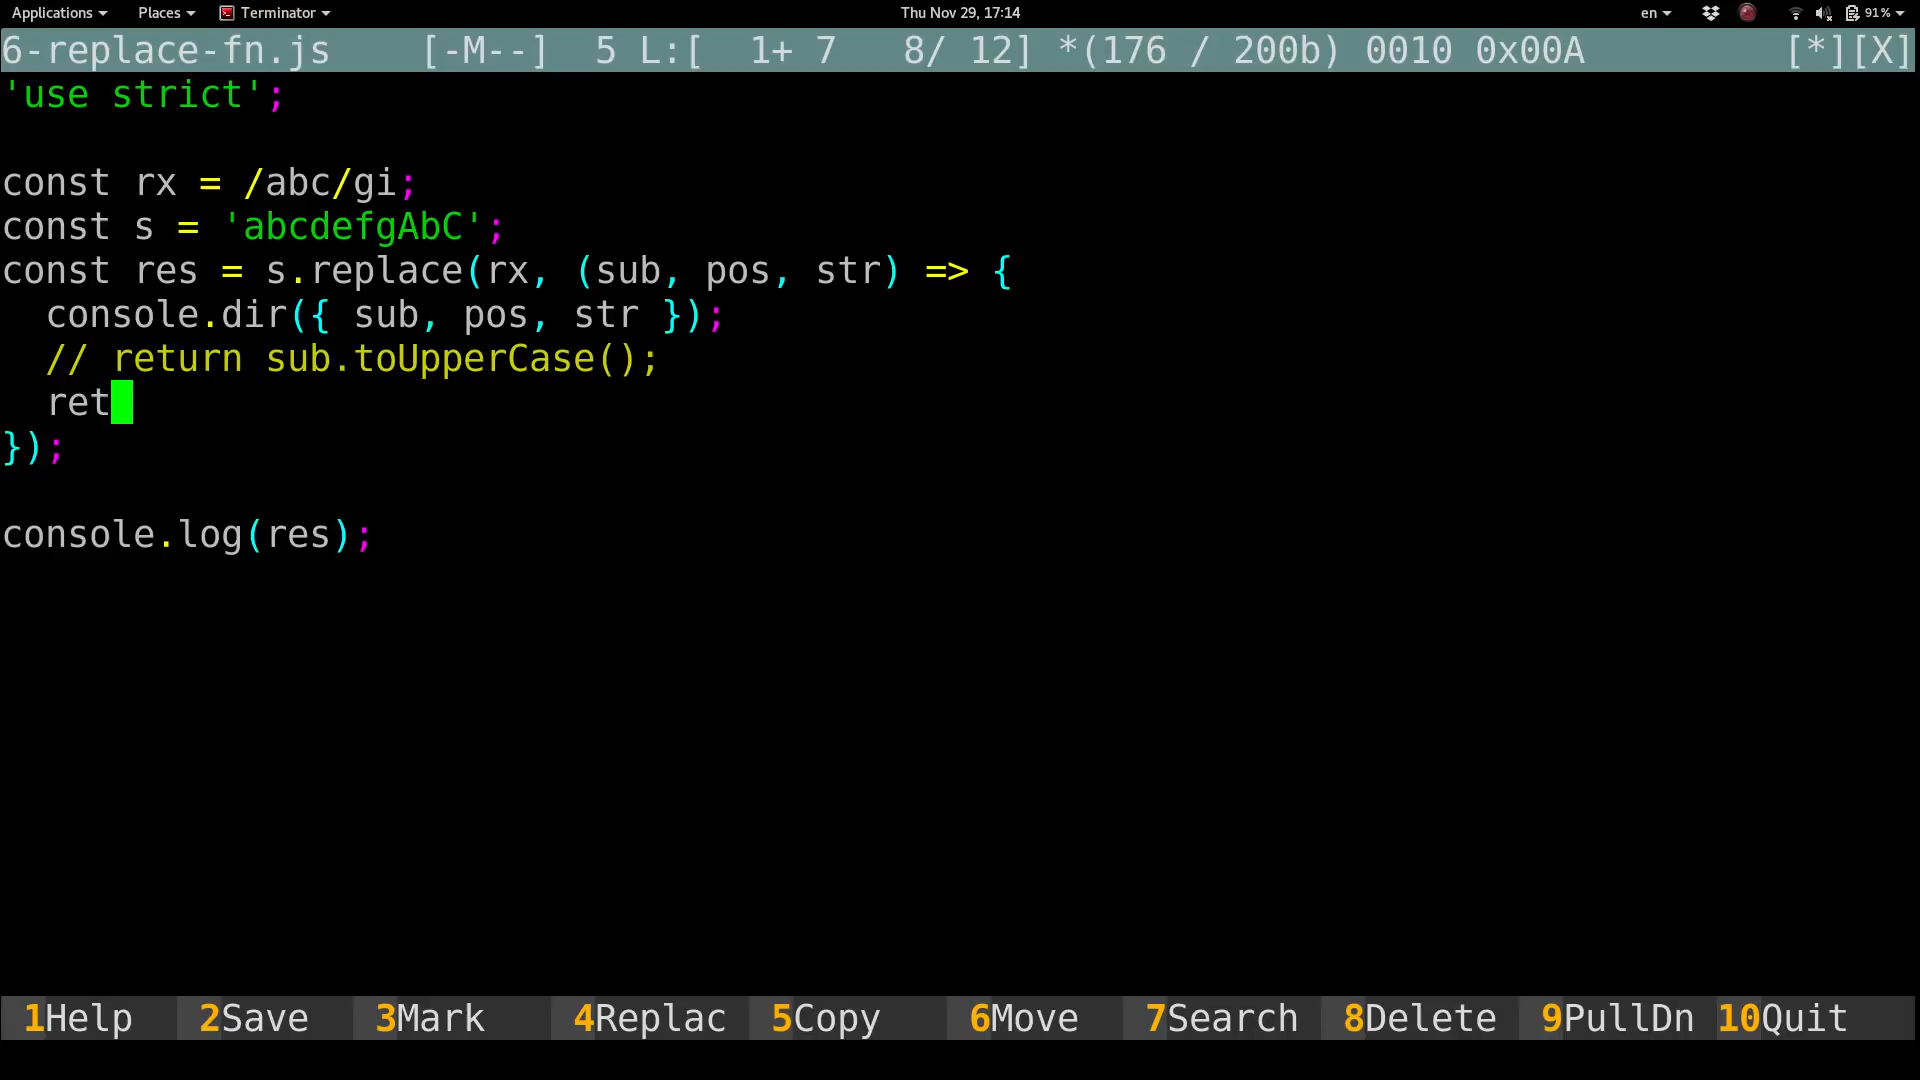 Applications Places Terminator Thu Nov 29, 17:14 en 91%
6-replace-fn.js [-M--] 5 L:[ 1+ 7 8/ 12] *(176 / 200b) 0010 0x00A [*][X]
'use strict';
const rx = /abc/gi;
const s = 'abcdefgAbC';
const res = s.replace(rx, (sub, pos, str) => {
  console.dir({ sub, pos, str });
  // return sub.toUpperCase();
  ret
});
console.log(res);
1Help 2Save 3Mark 4Replac 5Copy 6Move 7Search 8Delete 9PullDn 10Quit